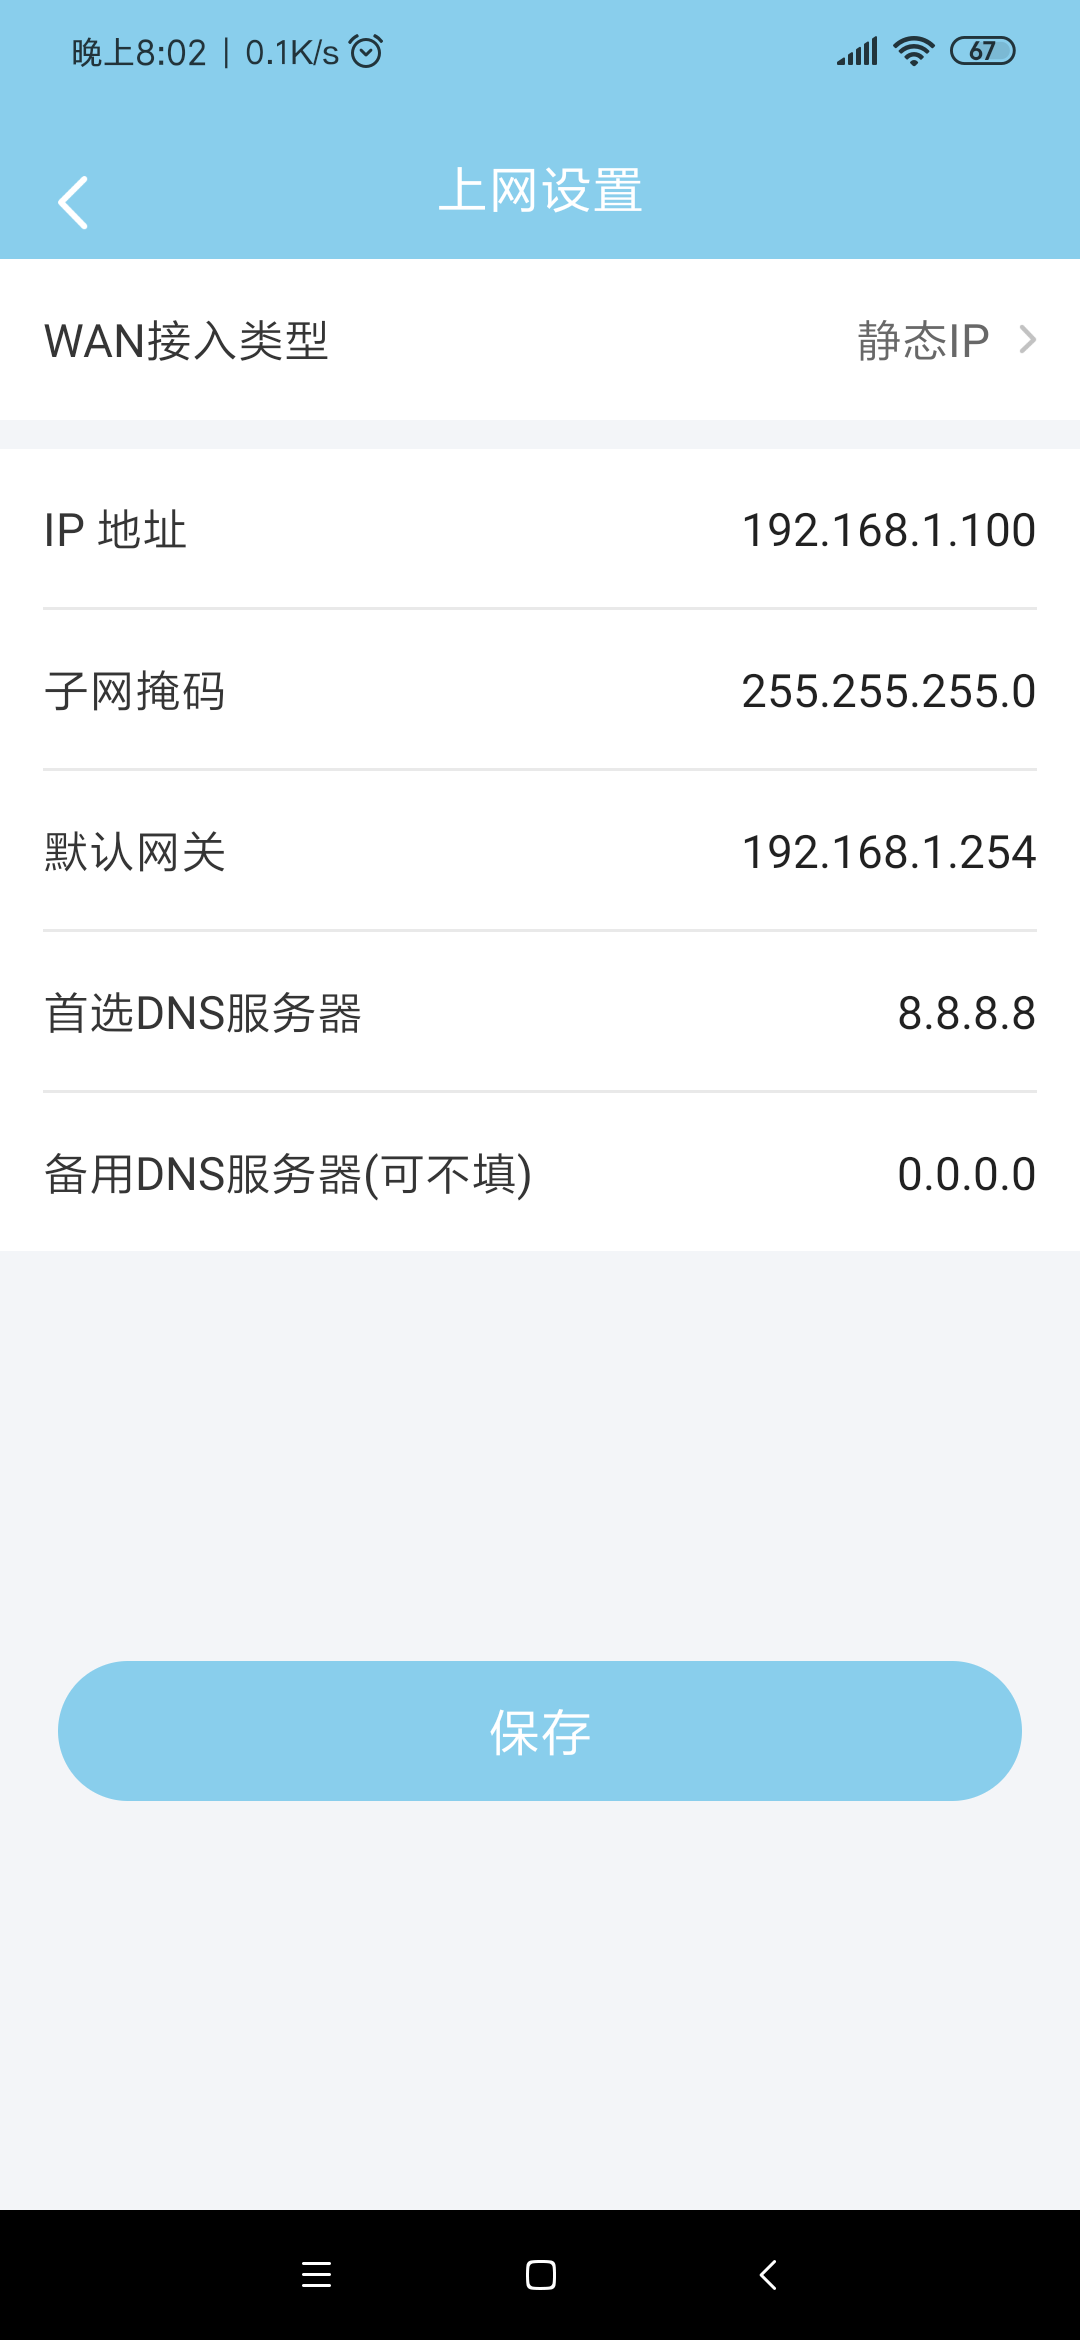 晚上8:02 | 0.1K/s
67
上网设置
WAN接入类型 静态IP
IP 地址 192.168.1.100
子网掩码 255.255.255.0
默认网关 192.168.1.254
首选DNS服务器 8.8.8.8
备用DNS服务器(可不填) 0.0.0.0
保存